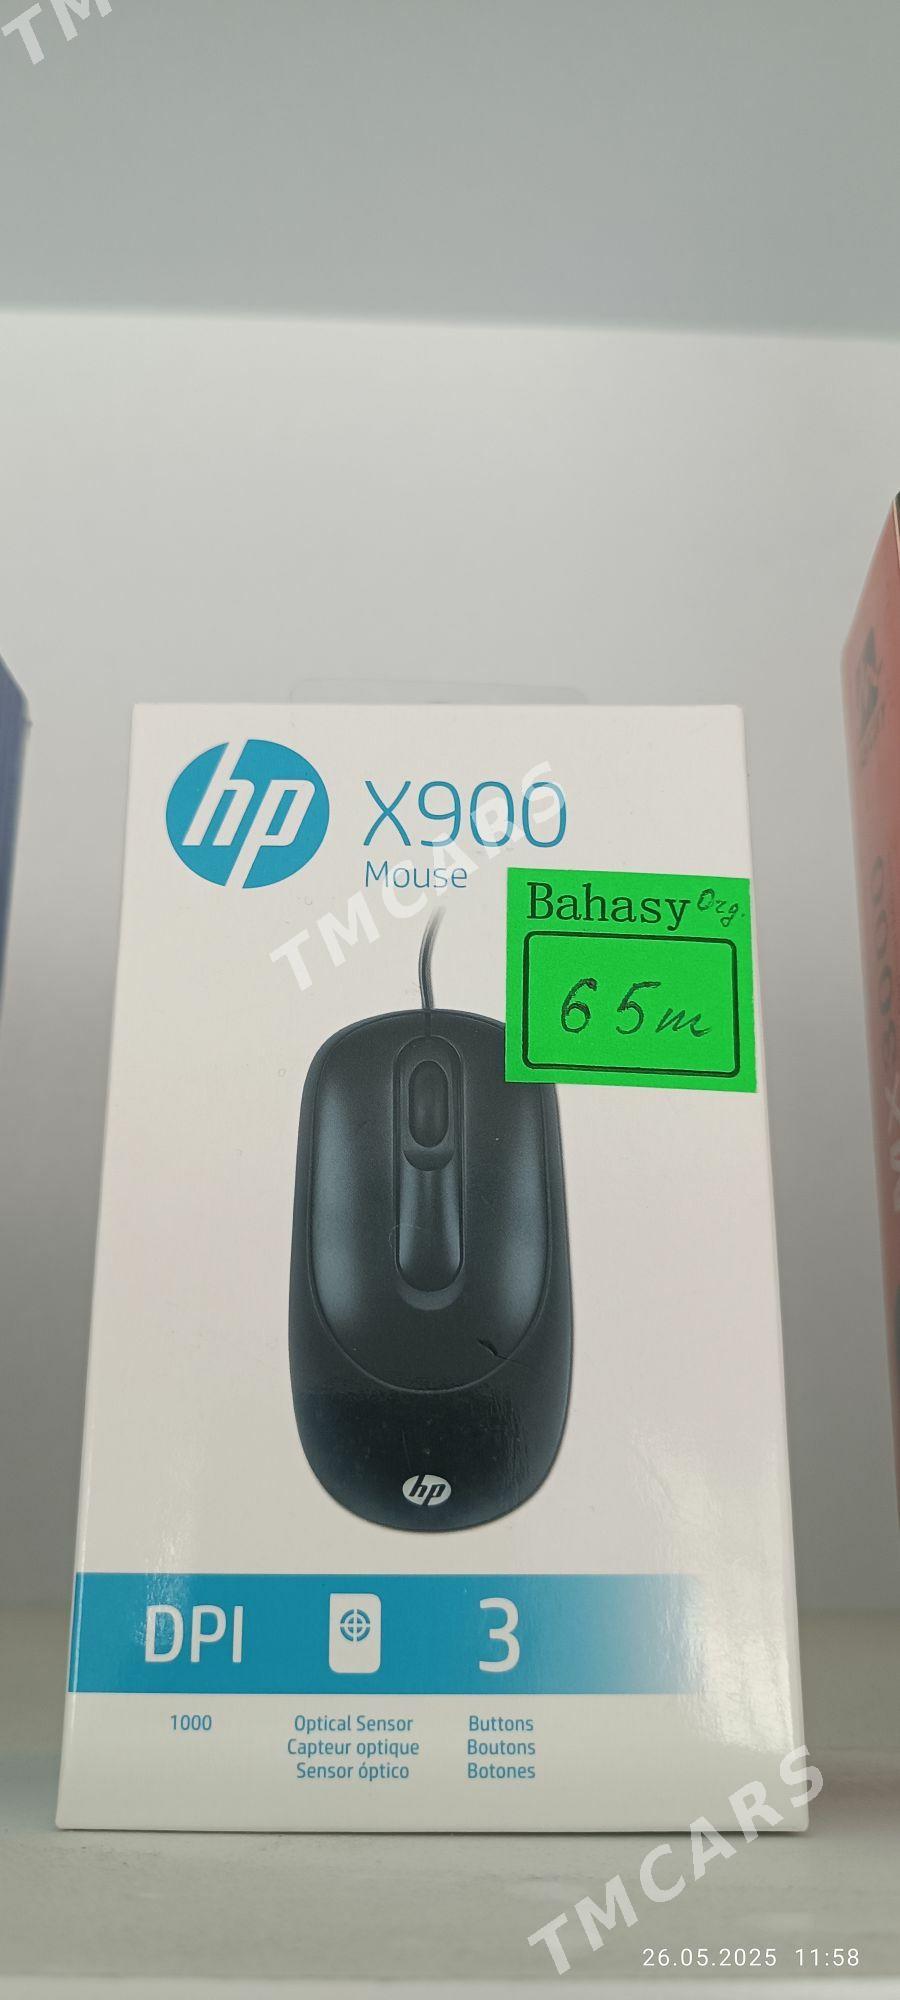 TM
hp
X900
Mouse
TMCARS
Bahasy Org.
65m
hp
DPI
3
1000
Optical Sensor
Capteur optique
Sensor óptico
Buttons
Boutons
Botones
TMCARS
26.05.2025 11:58